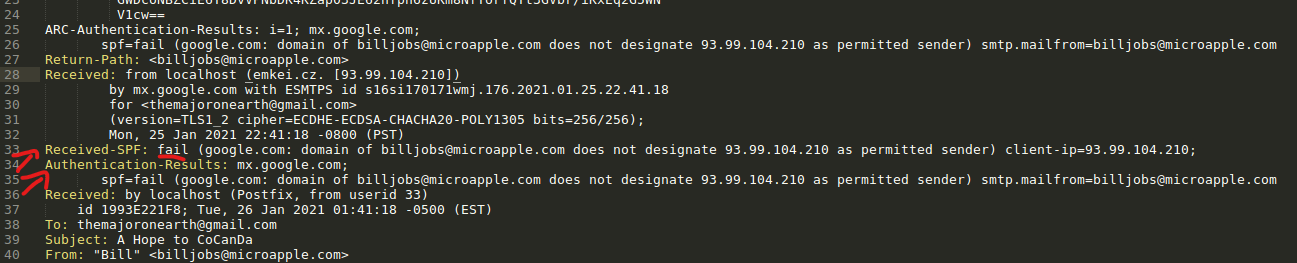 24 V1cw==
25 ARC-Authentication-Results: i=1; mx.google.com;
26 spf=fail (google.com: domain of billjobs@microapple.com does not designate 93.99.104.210 as permitted sender) smtp.mailfrom=billjobs@microapple.com
27 Return-Path: <billjobs@microapple.com>
28 Received: from localhost (emkei.cz. [93.99.104.210])
29 by mx.google.com with ESMTPS id s16si170171wmj.176.2021.01.25.22.41.18
30 for <themajoronearth@gmail.com>
31 (version=TLS1_2 cipher=ECDHE-ECDSA-CHACHA20-POLY1305 bits=256/256);
32 Mon, 25 Jan 2021 22:41:18 -0800 (PST)
33 Received-SPF: fail (google.com: domain of billjobs@microapple.com does not designate 93.99.104.210 as permitted sender) client-ip=93.99.104.210;
34 Authentication-Results: mx.google.com;
35 spf=fail (google.com: domain of billjobs@microapple.com does not designate 93.99.104.210 as permitted sender) smtp.mailfrom=billjobs@microapple.com
36 Received: by localhost (Postfix, from userid 33)
37 id 1993E221F8; Tue, 26 Jan 2021 01:41:18 -0500 (EST)
38 To: themajoronearth@gmail.com
39 Subject: A Hope to CoCanDa
40 From: "Bill" <billjobs@microapple.com>